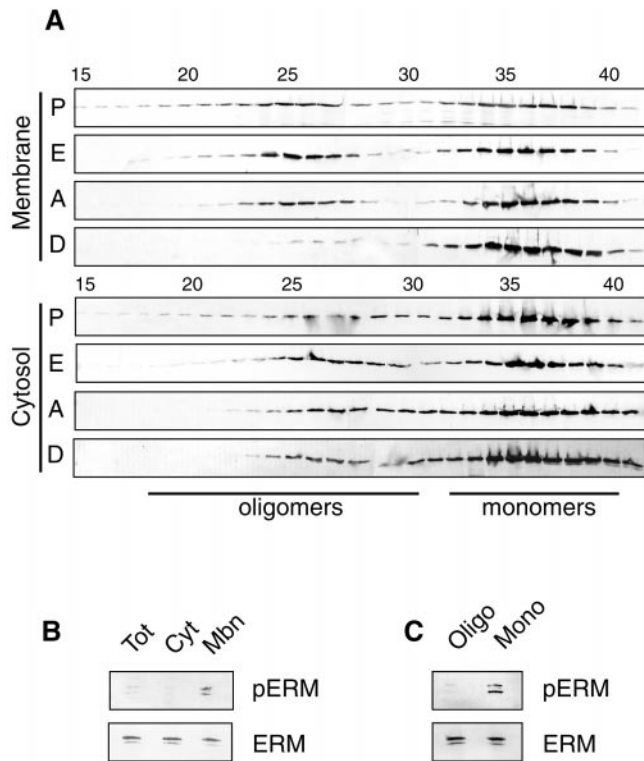 A
15 20 25 30 35 40
Membrane
P
E
A
D
15 20 25 30 35 40
Cytosol
P
E
A
D
oligomers monomers
B
Tot Cyt Mbn
pERM
ERM
C
Oligo Mono
pERM
ERM